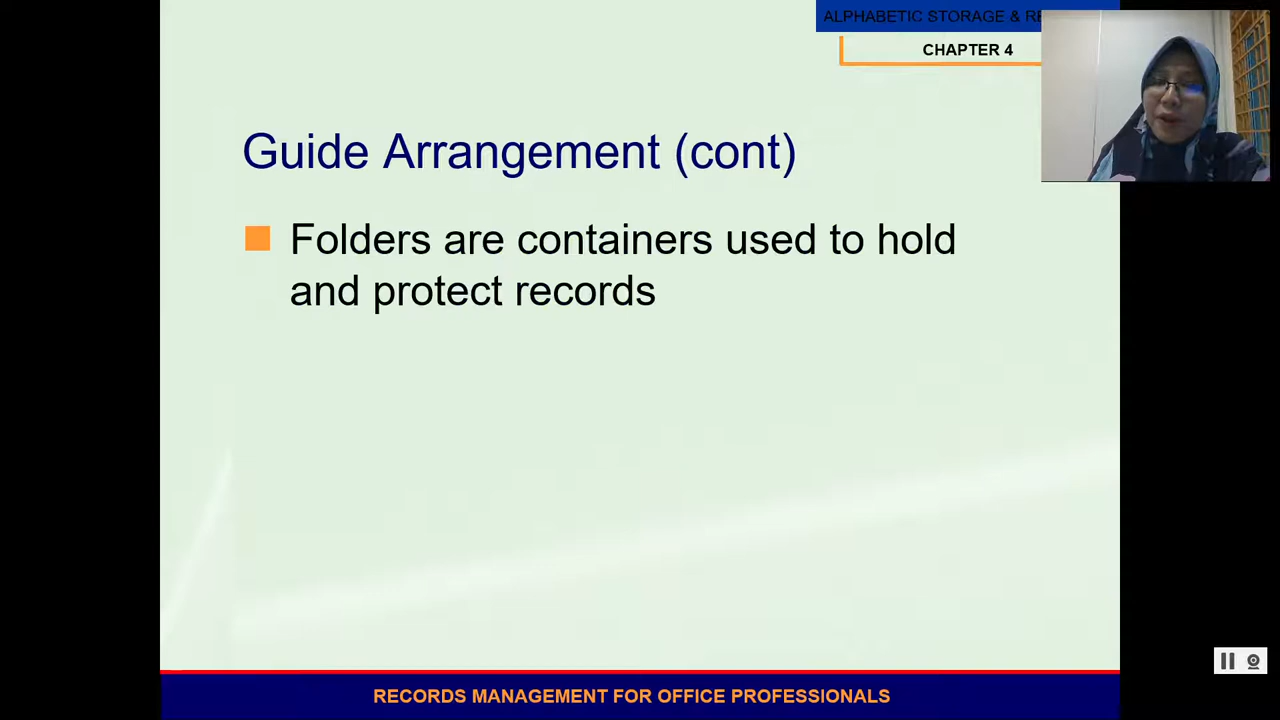 ALPHABETIC STORAGE &
CHAPTER 4
Guide Arrangement (cont)
Folders are containers used to hold
and protect records
RECORDS MANAGEMENT FOR OFFICE PROFESSIONALS